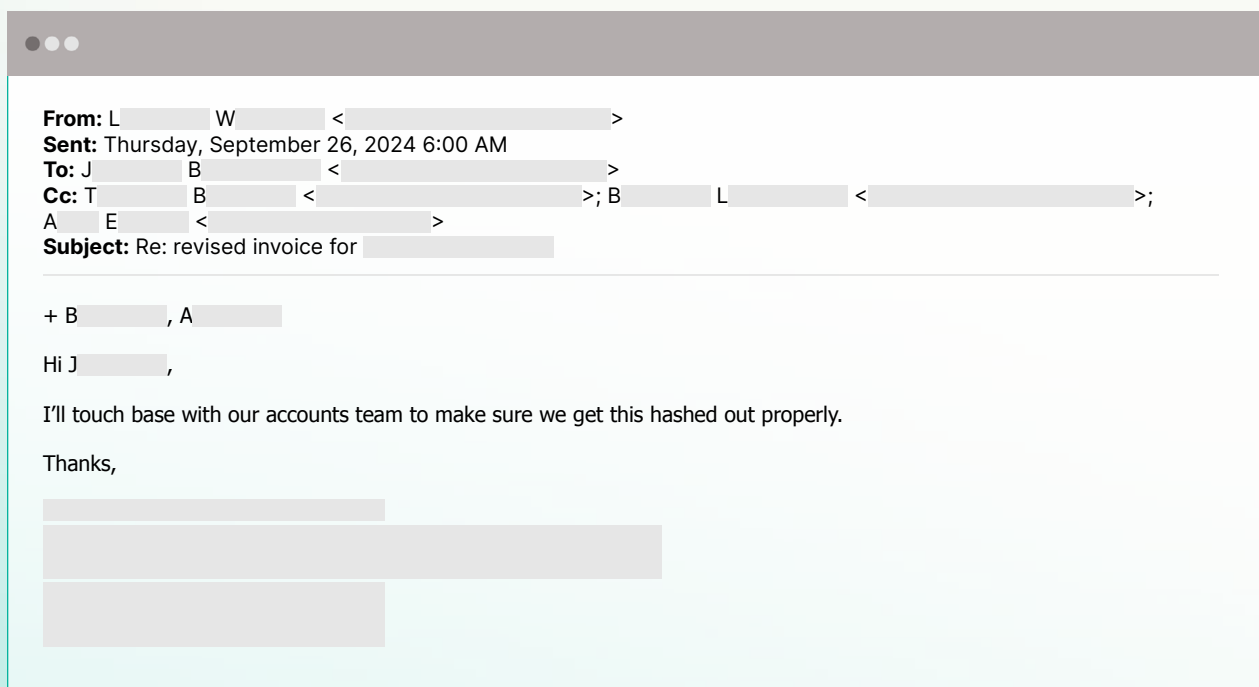 From: L W < >
Sent: Thursday, September 26, 2024 6:00 AM
To: J B < >
Cc: T B < >; B L < >;
A E < >
Subject: Re: revised invoice for
+ B , A
Hi J ,
I’ll touch base with our accounts team to make sure we get this hashed out properly.
Thanks,